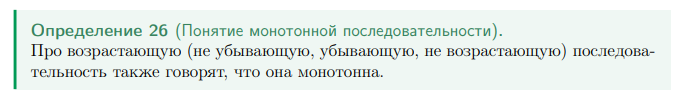 Определение 26 (Понятие монотонной последовательности).
Про возрастающую (не убывающую, убывающую, не возрастающую) последова-
тельность также говорят, что она монотонна.